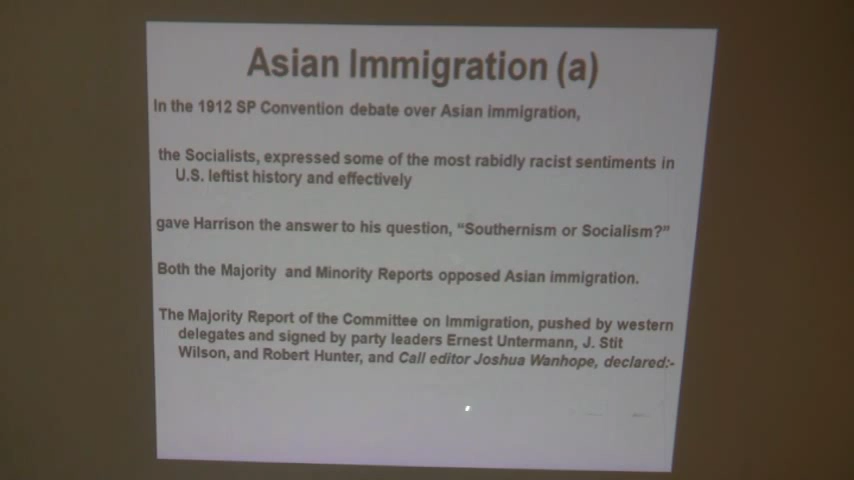 Asian Immigration (a)
In the 1912 SP Convention debate over Asian immigration,
the Socialists, expressed some of the most rabidly racist sentiments in
U.S. leftist history and effectively
gave Harrison the answer to his question, “Southernism or Socialism?”
Both the Majority and Minority Reports opposed Asian immigration.
The Majority Report of the Committee on Immigration, pushed by western
delegates and signed by party leaders Ernest Untermann, J. Stit
Wilson, and Robert Hunter, and Call editor Joshua Wanhope, declared:-